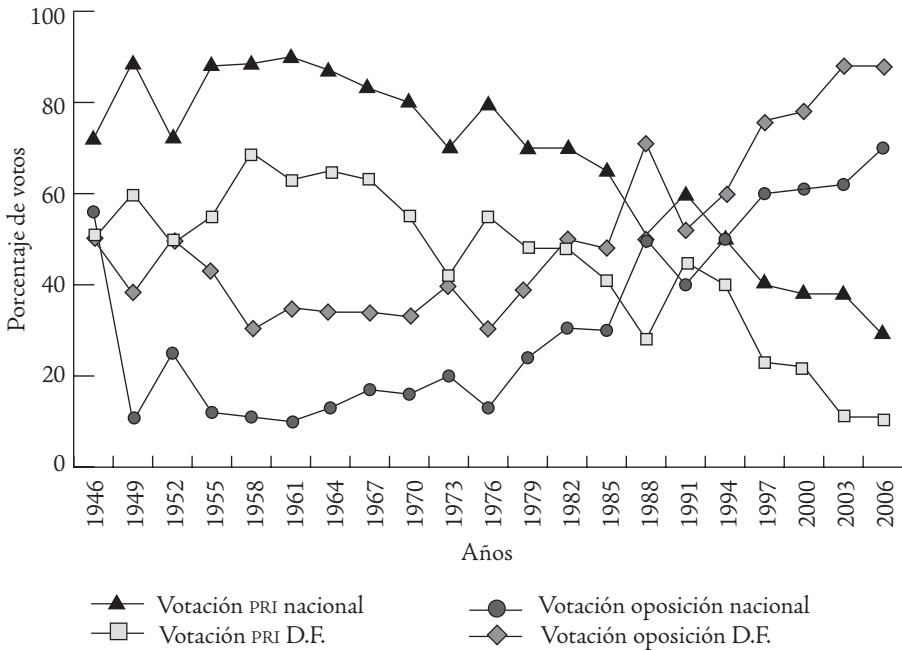 100
80
60
40
20
0
Porcentaje de votos
1946 1949 1952 1955 1958 1961 1964 1967 1970 1973 1976 1979 1982 1985 1988 1991 1994 1997 2000 2003 2006
Años
Votación PRI nacional
Votación oposición nacional
Votación PRI D.F.
Votación oposición D.F.